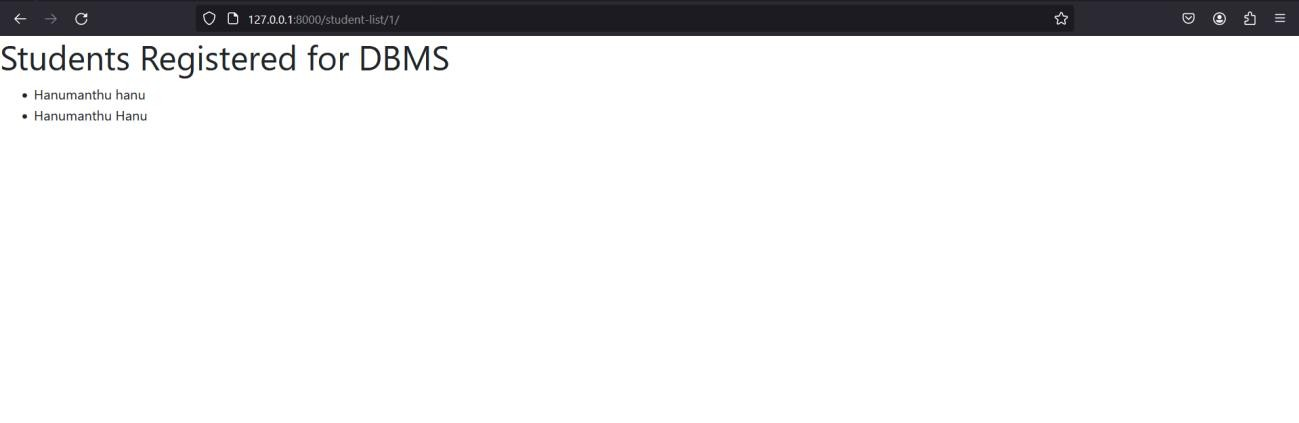 127.0.0.1:8000/student-list/1/
Students Registered for DBMS
Hanumanthu hanu
Hanumanthu Hanu